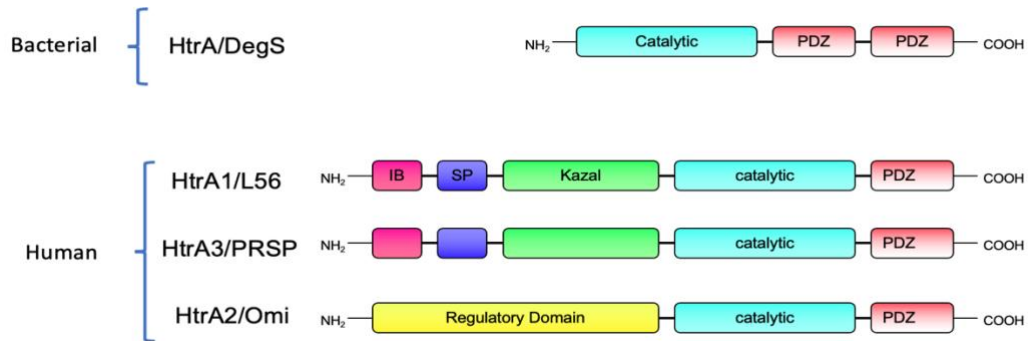 Bacterial HtrA/DegS NH2 Catalytic PDZ PDZ COOH
HtrA1/L56 NH2 IB SP Kazal catalytic PDZ COOH
Human HtrA3/PRSP NH2 catalytic PDZ COOH
HtrA2/Omi NH2 Regulatory Domain catalytic PDZ COOH